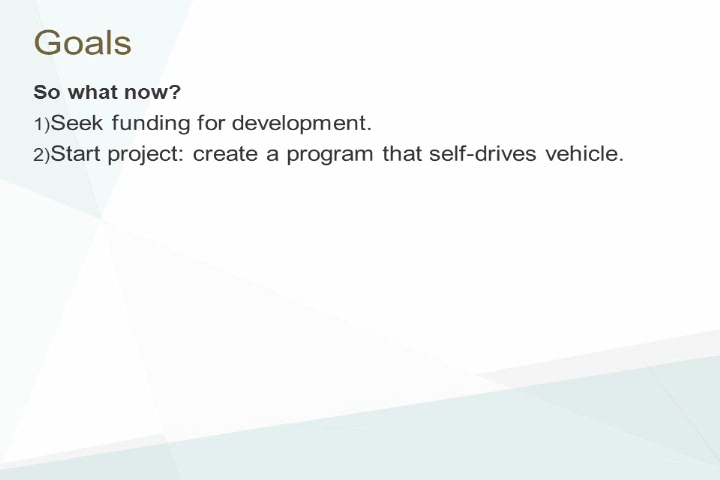 Goals
So what now?
1)Seek funding for development.
2)Start project: create a program that self-drives vehicle.